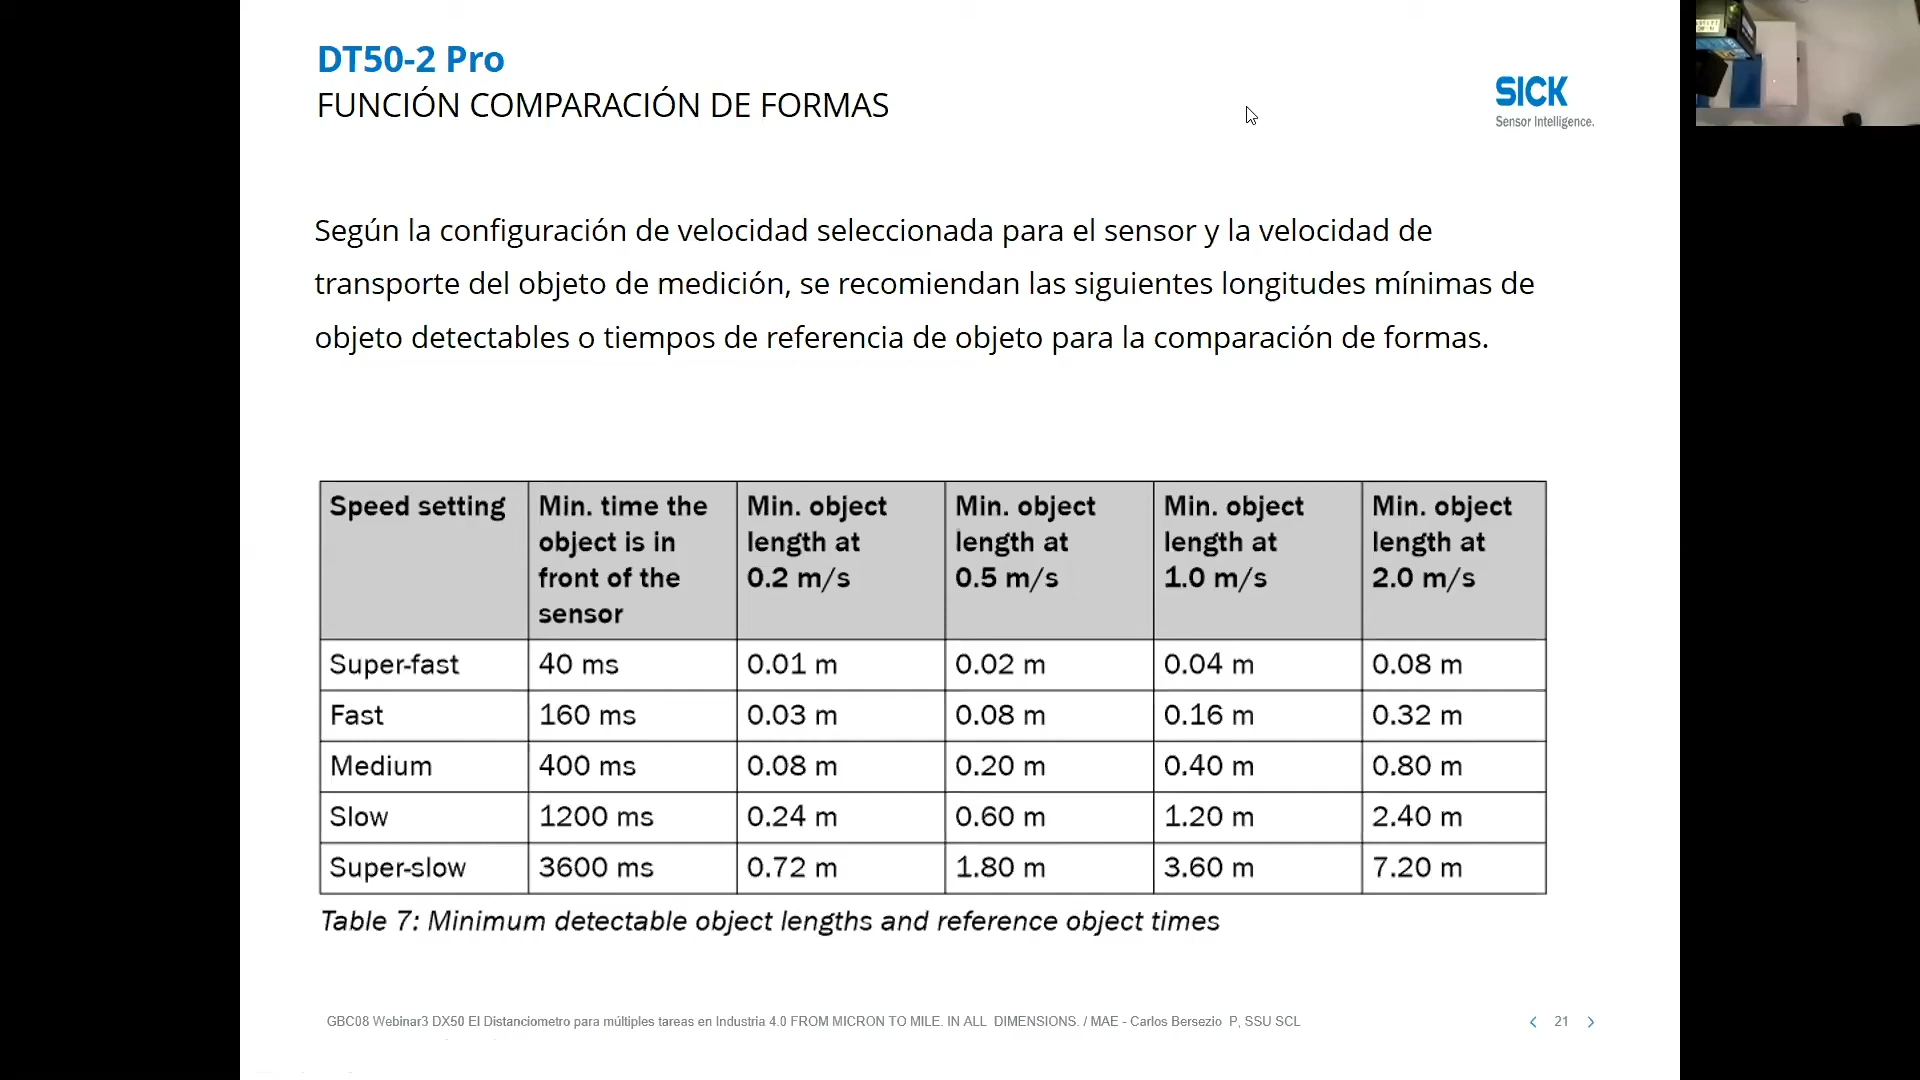 DT50-2 Pro
FUNCIÓN COMPARACIÓN DE FORMAS
SICK
Sensor Intelligence.
Según la configuración de velocidad seleccionada para el sensor y la velocidad de
transporte del objeto de medición, se recomiendan las siguientes longitudes mínimas de
objeto detectables o tiempos de referencia de objeto para la comparación de formas.
Speed setting Min. time the object is in front of the sensor Min. object length at 0.2 m/s Min. object length at 0.5 m/s Min. object length at 1.0 m/s Min. object length at 2.0 m/s
Super-fast 40 ms 0.01 m 0.02 m 0.04 m 0.08 m
Fast 160 ms 0.03 m 0.08 m 0.16 m 0.32 m
Medium 400 ms 0.08 m 0.20 m 0.40 m 0.80 m
Slow 1200 ms 0.24 m 0.60 m 1.20 m 2.40 m
Super-slow 3600 ms 0.72 m 1.80 m 3.60 m 7.20 m
Table 7: Minimum detectable object lengths and reference object times
GBC08 Webinar3 DX50 El Distanciometro para múltiples tareas en Industria 4.0 FROM MICRON TO MILE. IN ALL DIMENSIONS. / MAE - Carlos Bersezio P, SSU SCL
21